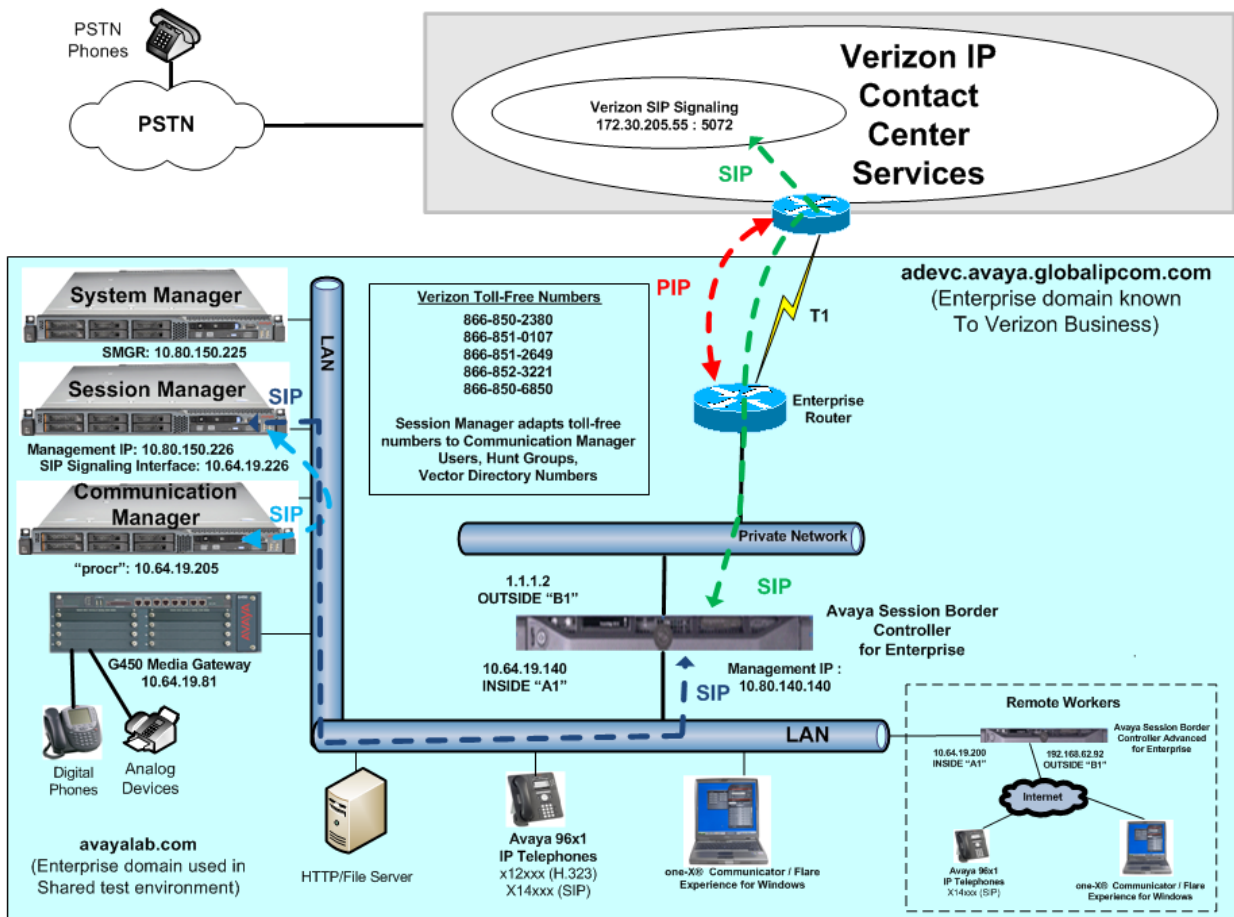 PSTN
Phones
PSTN
Verizon IP
Contact
Center
Services
Verizon SIP Signaling
172.30.205.55 : 5072
SIP
PIP
T1
adevc.avaya.globalipcom.com
(Enterprise domain known
To Verizon Business)
System Manager
SMGR: 10.80.150.225
Session Manager
SIP
Management IP: 10.80.150.226
SIP Signaling Interface: 10.64.19.226
Communication
Manager
SIP
"procr": 10.64.19.205
AVAYA
G450 Media Gateway
10.64.19.81
Digital
Phones
Analog
Devices
avayalab.com
(Enterprise domain used in
Shared test environment)
LAN
Verizon Toll-Free Numbers
866-850-2380
866-851-0107
866-851-2649
866-852-3221
866-850-6850
Session Manager adapts toll-free
numbers to Communication Manager
Users, Hunt Groups,
Vector Directory Numbers
Enterprise
Router
Private Network
1.1.1.2
OUTSIDE "B1"
SIP
Avaya Session Border
Controller
for Enterprise
10.64.19.140
INSIDE "A1"
SIP
Management IP :
10.80.140.140
LAN
HTTP/File Server
Avaya 96x1
IP Telephones
x12xxx (H.323)
X14xxx (SIP)
one-X® Communicator / Flare
Experience for Windows
Remote Workers
Avaya Session Border
Controller Advanced
for Enterprise
10.64.19.200
INSIDE "A1"
192.168.62.92
OUTSIDE "B1"
Internet
Avaya 96x1
IP Telephones
X14xxx (SIP)
one-X® Communicator / Flare
Experience for Windows